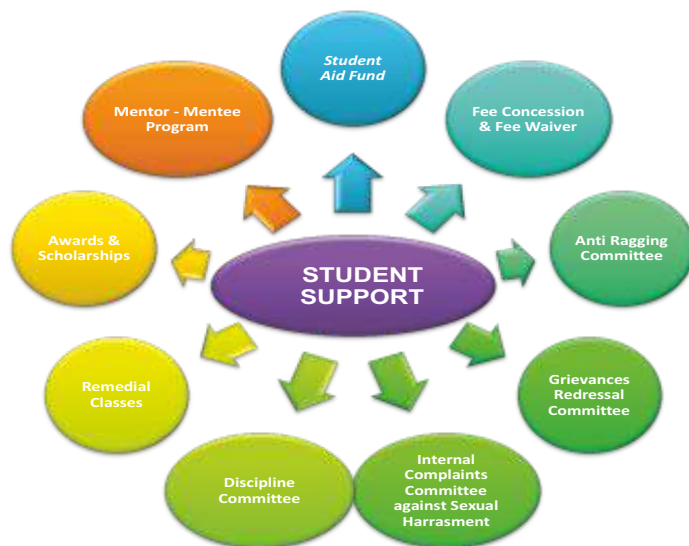 Student
Aid Fund
Mentor - Mentee
Program
Fee Concession
& Fee Waiver
Awards &
Scholarships
STUDENT
SUPPORT
Anti Ragging
Committee
Remedial
Classes
Grievances
Redressal
Committee
Discipline
Committee
Internal
Complaints
Committee
against Sexual
Harrasment